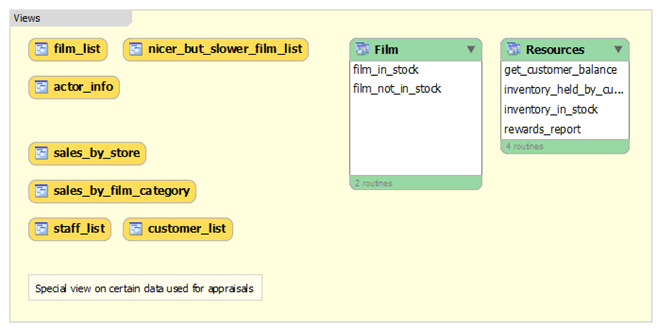 Views
film_list
nicer_but_slower_film_list
actor_info
sales_by_store
sales_by_film_category
staff_list
customer_list
Special view on certain data used for appraisals
Film
film_in_stock
film_not_in_stock
2 routines
Resources
get_customer_balance
inventory_held_by_cu...
inventory_in_stock
rewards_report
4 routines